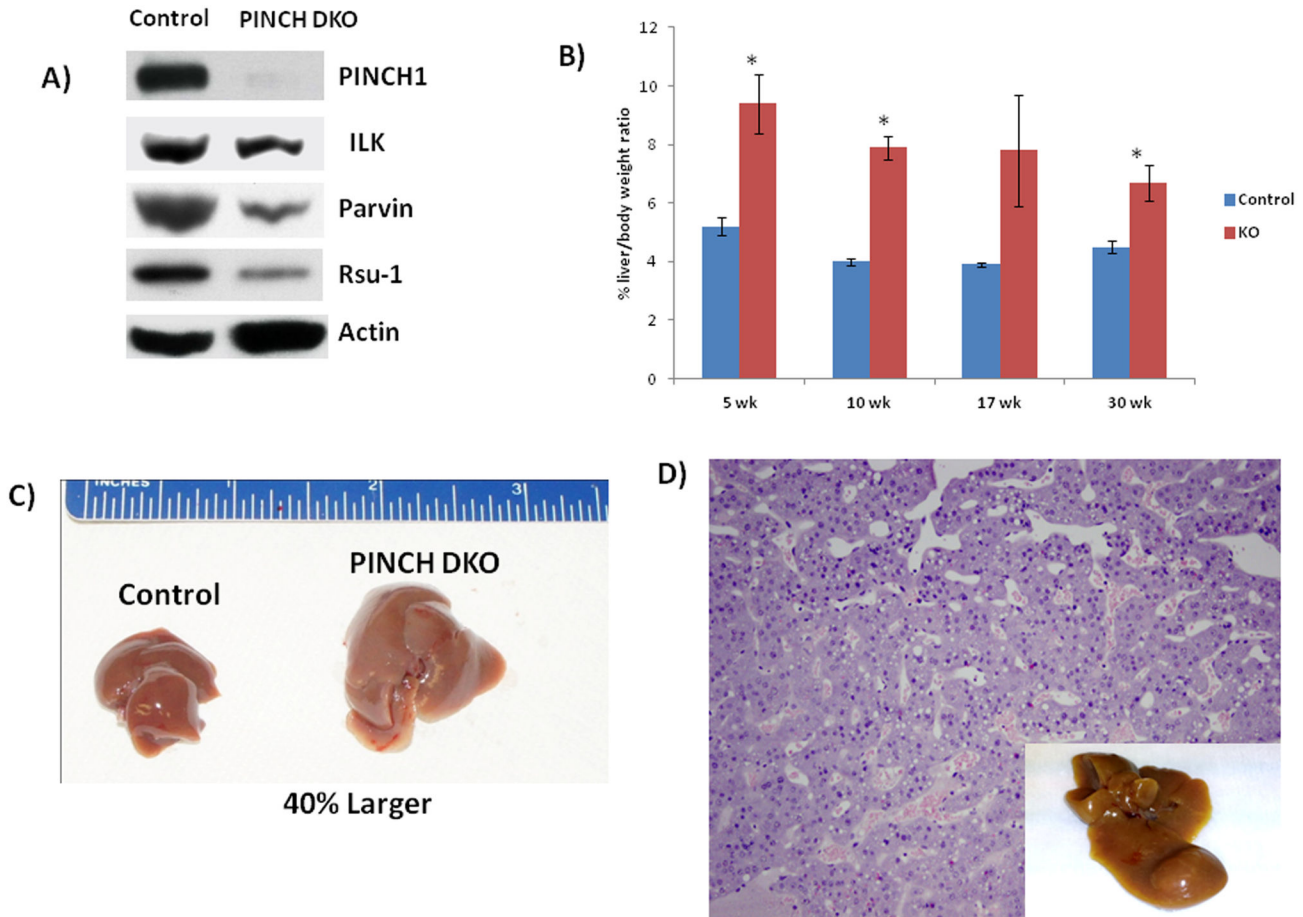 Control PINCH DKO
A)
PINCH1
ILK
Parvin
Rsu-1
Actin
B)
% liver/body weight ratio
12
10
8
6
4
2
0
*
*
*
5 wk 10 wk 17 wk 30 wk
Control
KO
C)
INCHES 1 2 3
Control
PINCH DKO
40% Larger
D)